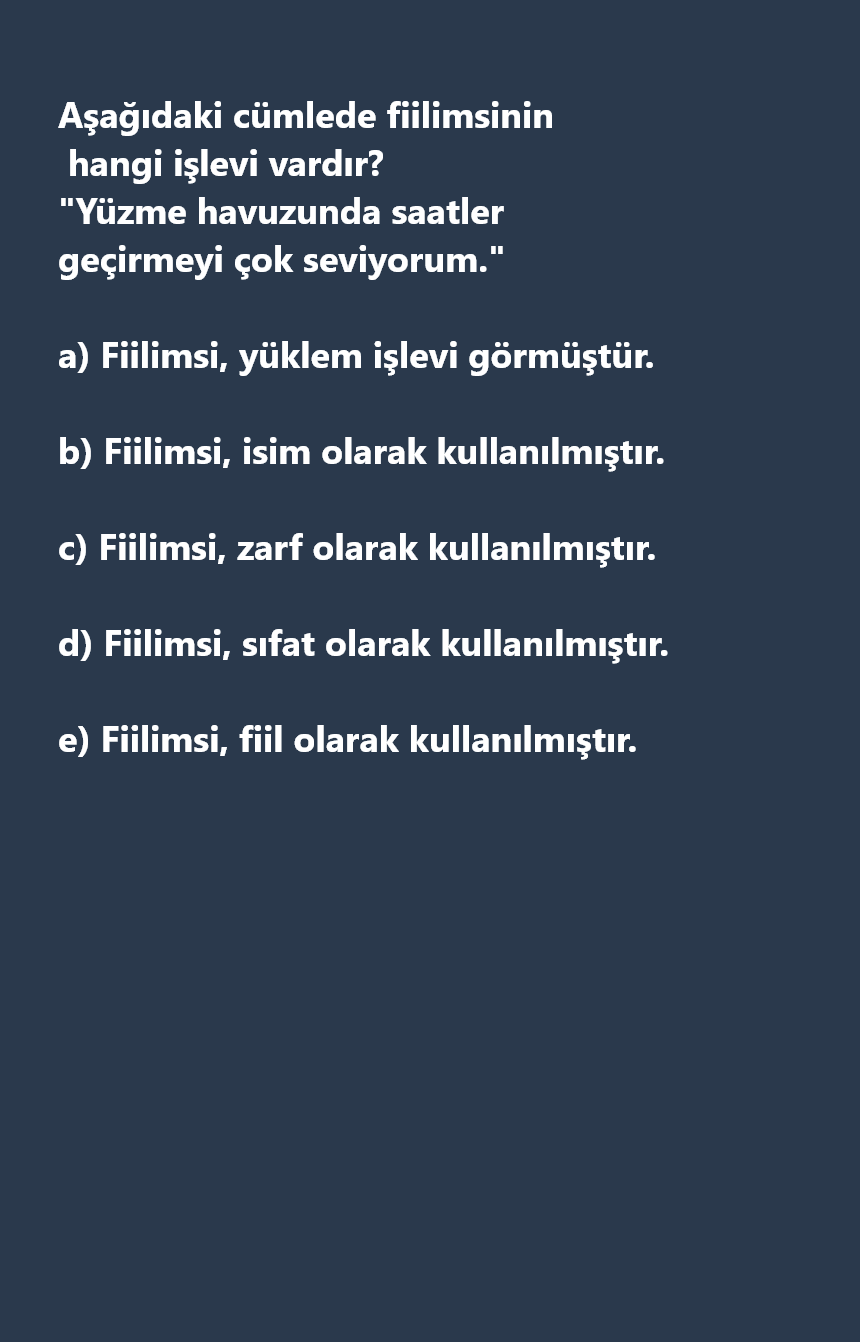 Aşağıdaki cümlede fiilimsinin
hangi işlevi vardır?
"Yüzme havuzunda saatler
geçirmeyi çok seviyorum."
a) Fiilimsi, yüklem işlevi görmüştür.
b) Fiilimsi, isim olarak kullanılmıştır.
c) Fiilimsi, zarf olarak kullanılmıştır.
d) Fiilimsi, sıfat olarak kullanılmıştır.
e) Fiilimsi, fiil olarak kullanılmıştır.